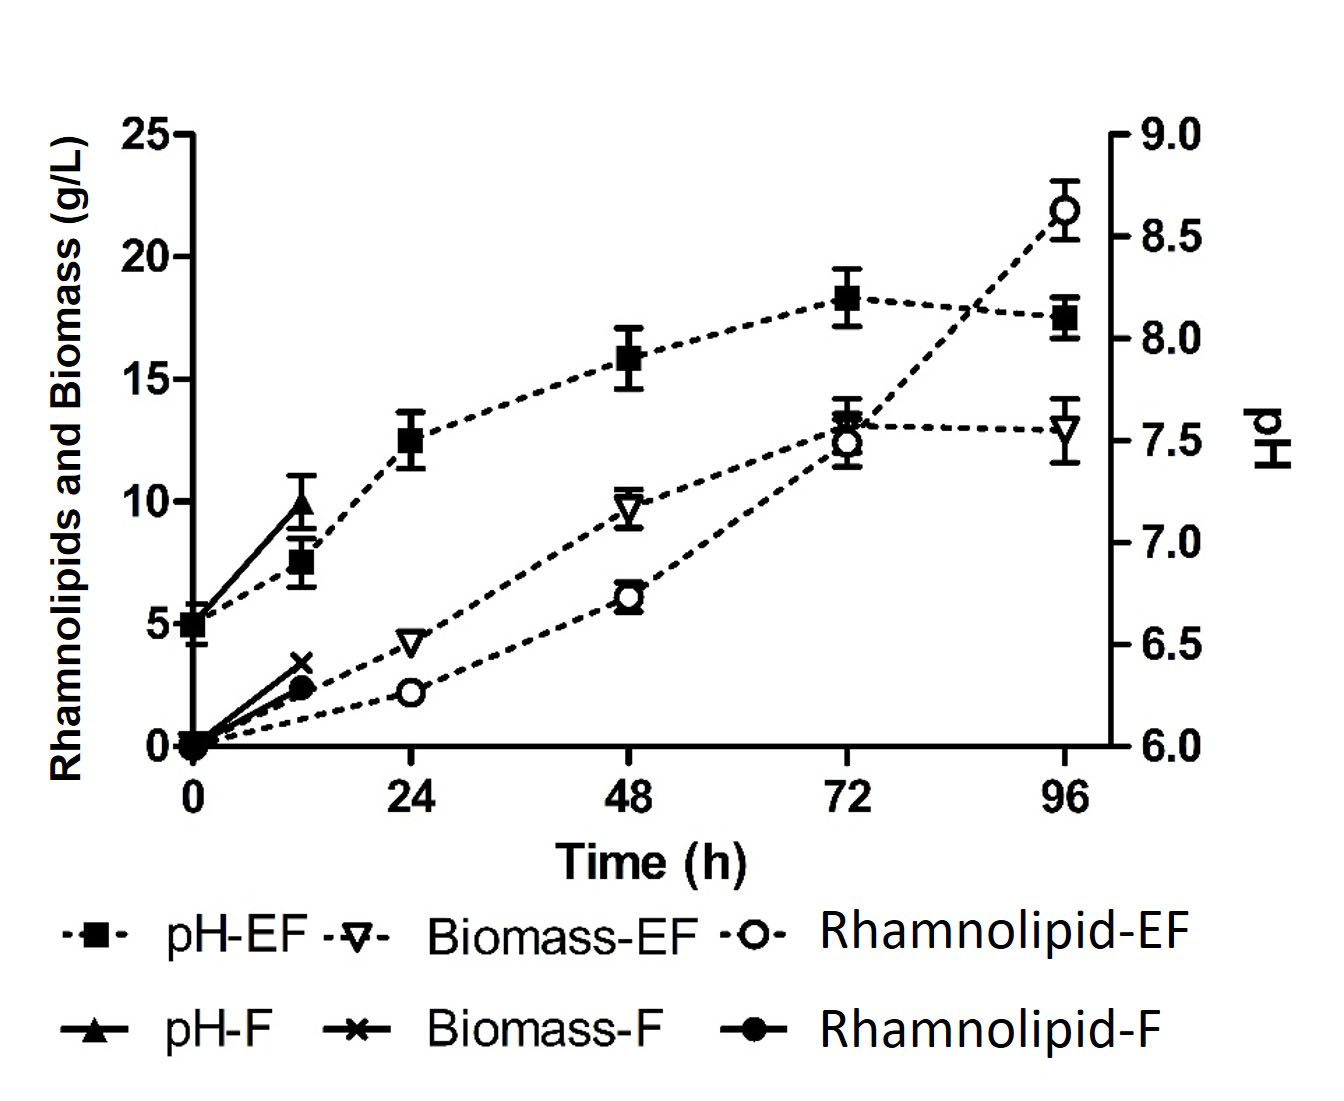 Rhamnolipids and Biomass (g/L)
25
20
15
10
5
0
9.0
8.5
8.0
7.5
7.0
6.5
6.0
pH
0 24 48 72 96
Time (h)
pH-EF Biomass-EF Rhamnolipid-EF
pH-F Biomass-F Rhamnolipid-F